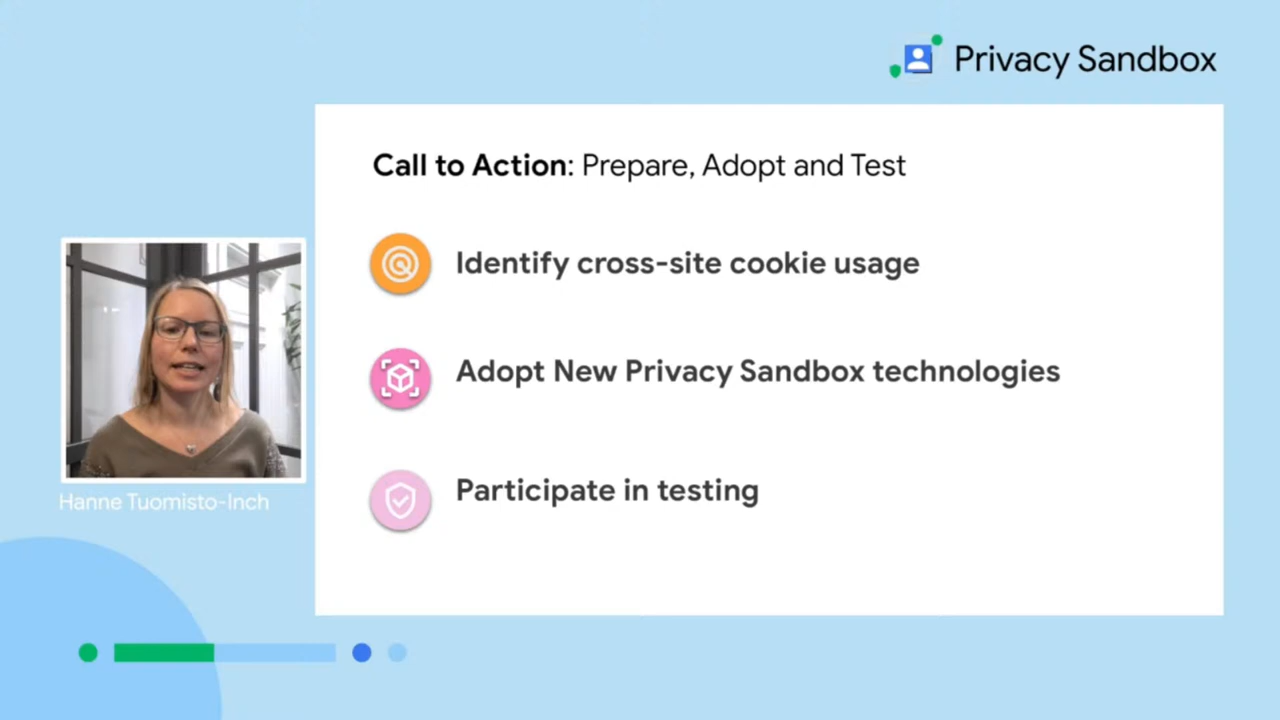 Privacy Sandbox
Call to Action: Prepare, Adopt and Test
Identify cross-site cookie usage
Adopt New Privacy Sandbox technologies
Participate in testing
Hanne Tuomisto-Inch